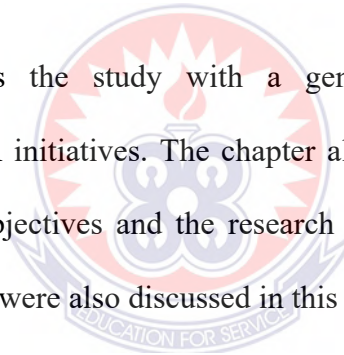 s the study with a gen
initiatives. The chapter al
bjectives and the research
were also discussed in this
EDUCATION FOR SERVICE